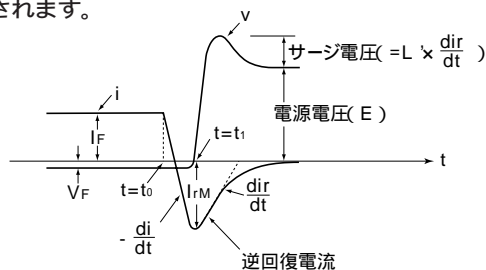 されます。
v
サージ電圧( =L'× dir/dt )
i
電源電圧( E )
IF
t=t1
t
VF
t=t0
IrM
dir/dt
- di/dt
逆回復電流